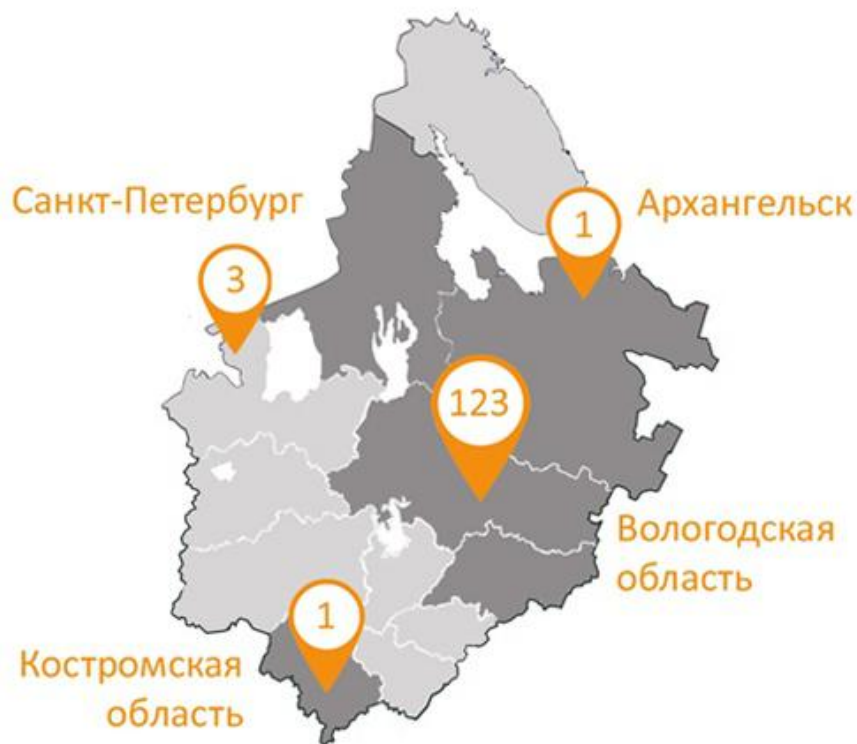 Санкт-Петербург
3
Архангельск
1
123
Вологодская
область
1
Костромская
область